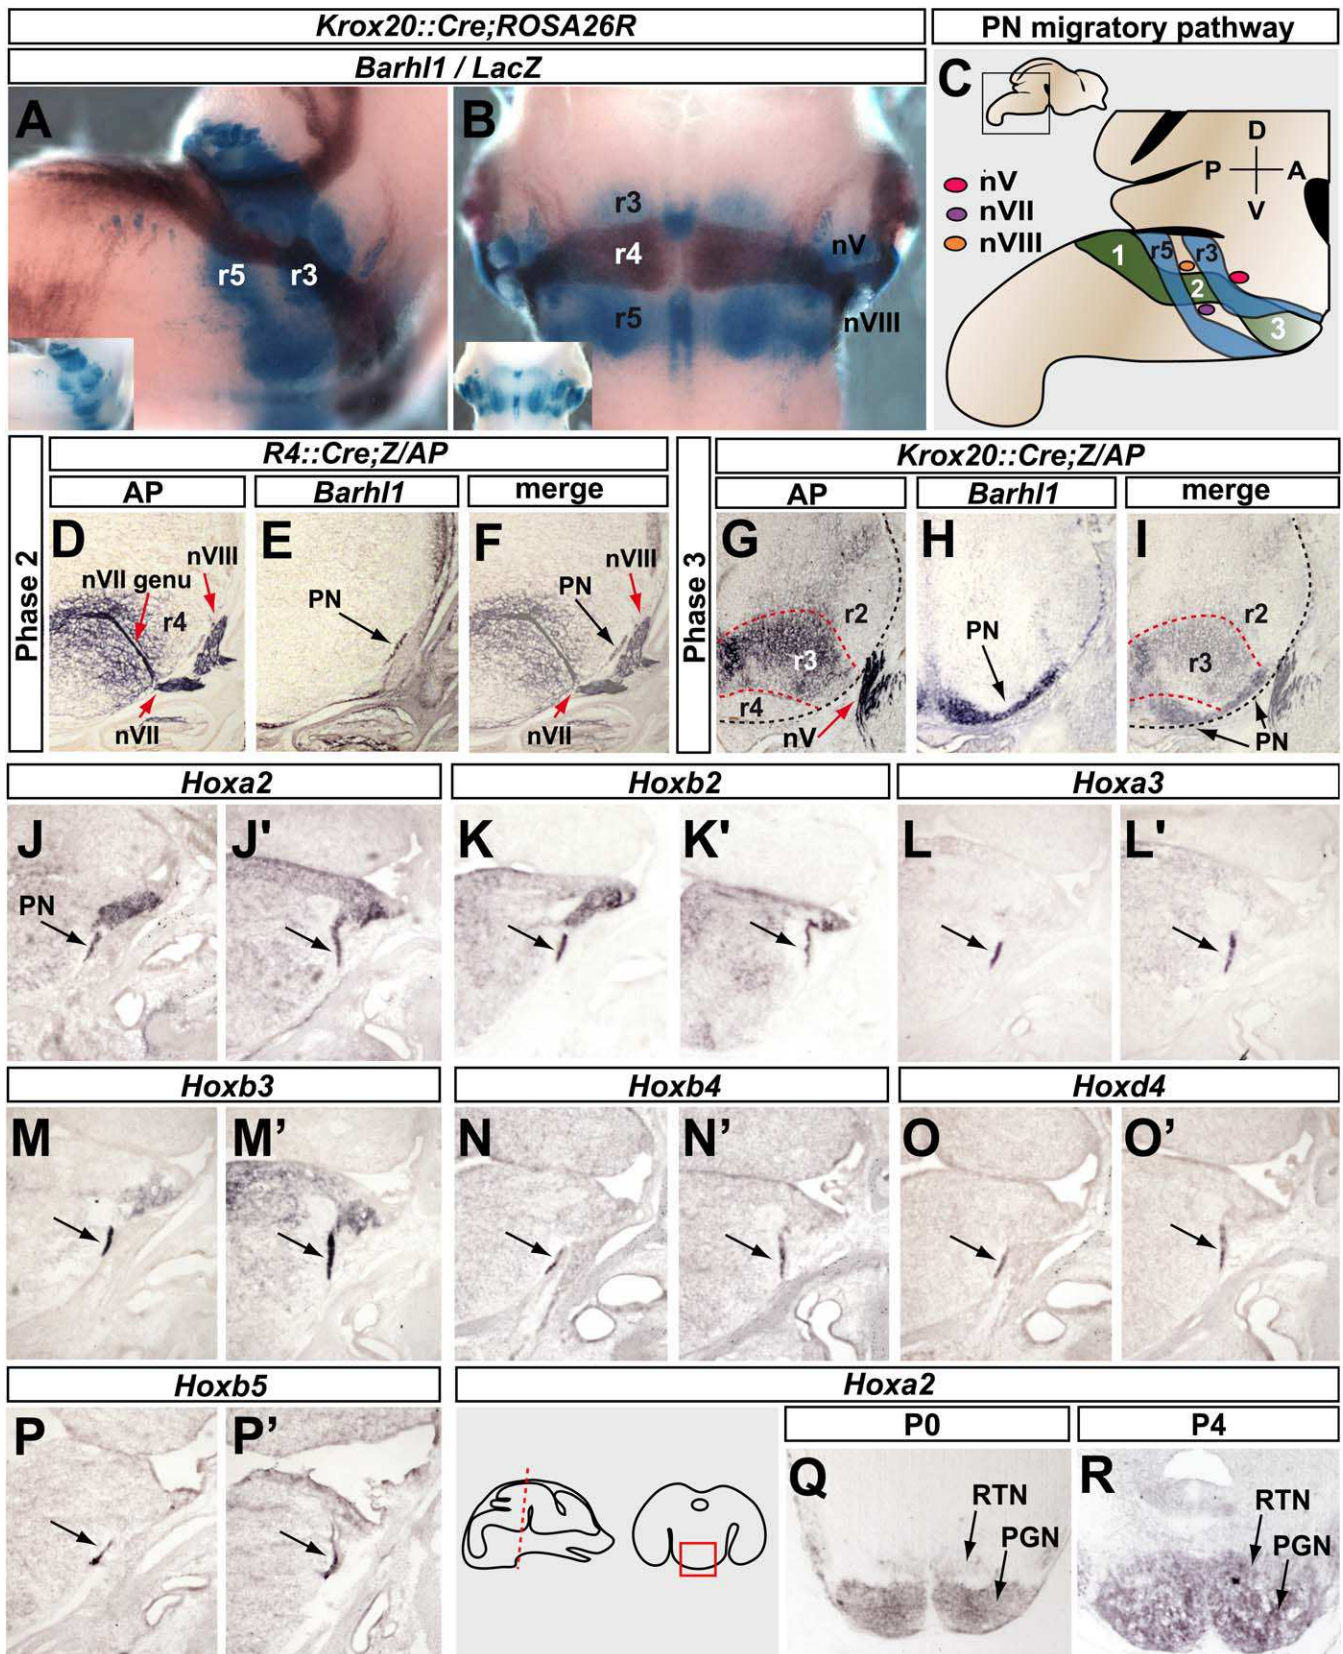 Krox20::Cre;ROSA26R
PN migratory pathway
Barhl1 / LacZ
A
r5
r3
B
r3
r4
nV
r5
nVIII
C
D
P
A
V
nV
nVII
nVIII
1
r5
r3
2
3
Phase 2
R4::Cre;Z/AP
AP
Barhl1
merge
D
nVIII
nVII genu
r4
nVII
E
PN
F
nVIII
PN
nVII
Phase 3
Krox20::Cre;Z/AP
AP
Barhl1
merge
G
r2
r3
r4
nV
H
PN
I
r2
r3
PN
Hoxa2
Hoxb2
Hoxa3
J
PN
J'
K
K'
L
L'
Hoxb3
Hoxb4
Hoxd4
M
M’
N
N’
O
O’
Hoxb5
Hoxa2
P
P’
P0
P4
Q
RTN
PGN
R
RTN
PGN